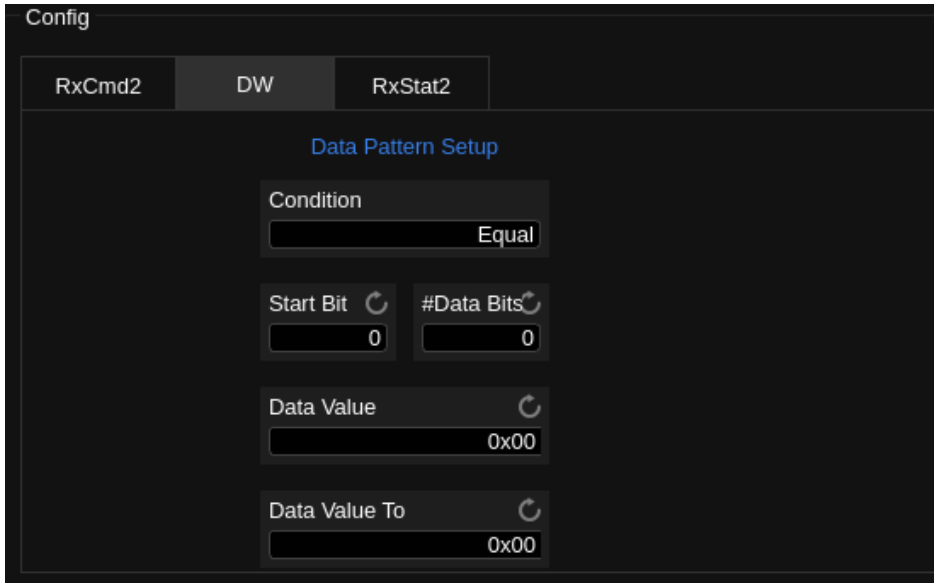 Config
RxCmd2 DW RxStat2
Data Pattern Setup
Condition
Equal
Start Bit #Data Bits
0 0
Data Value
0x00
Data Value To
0x00